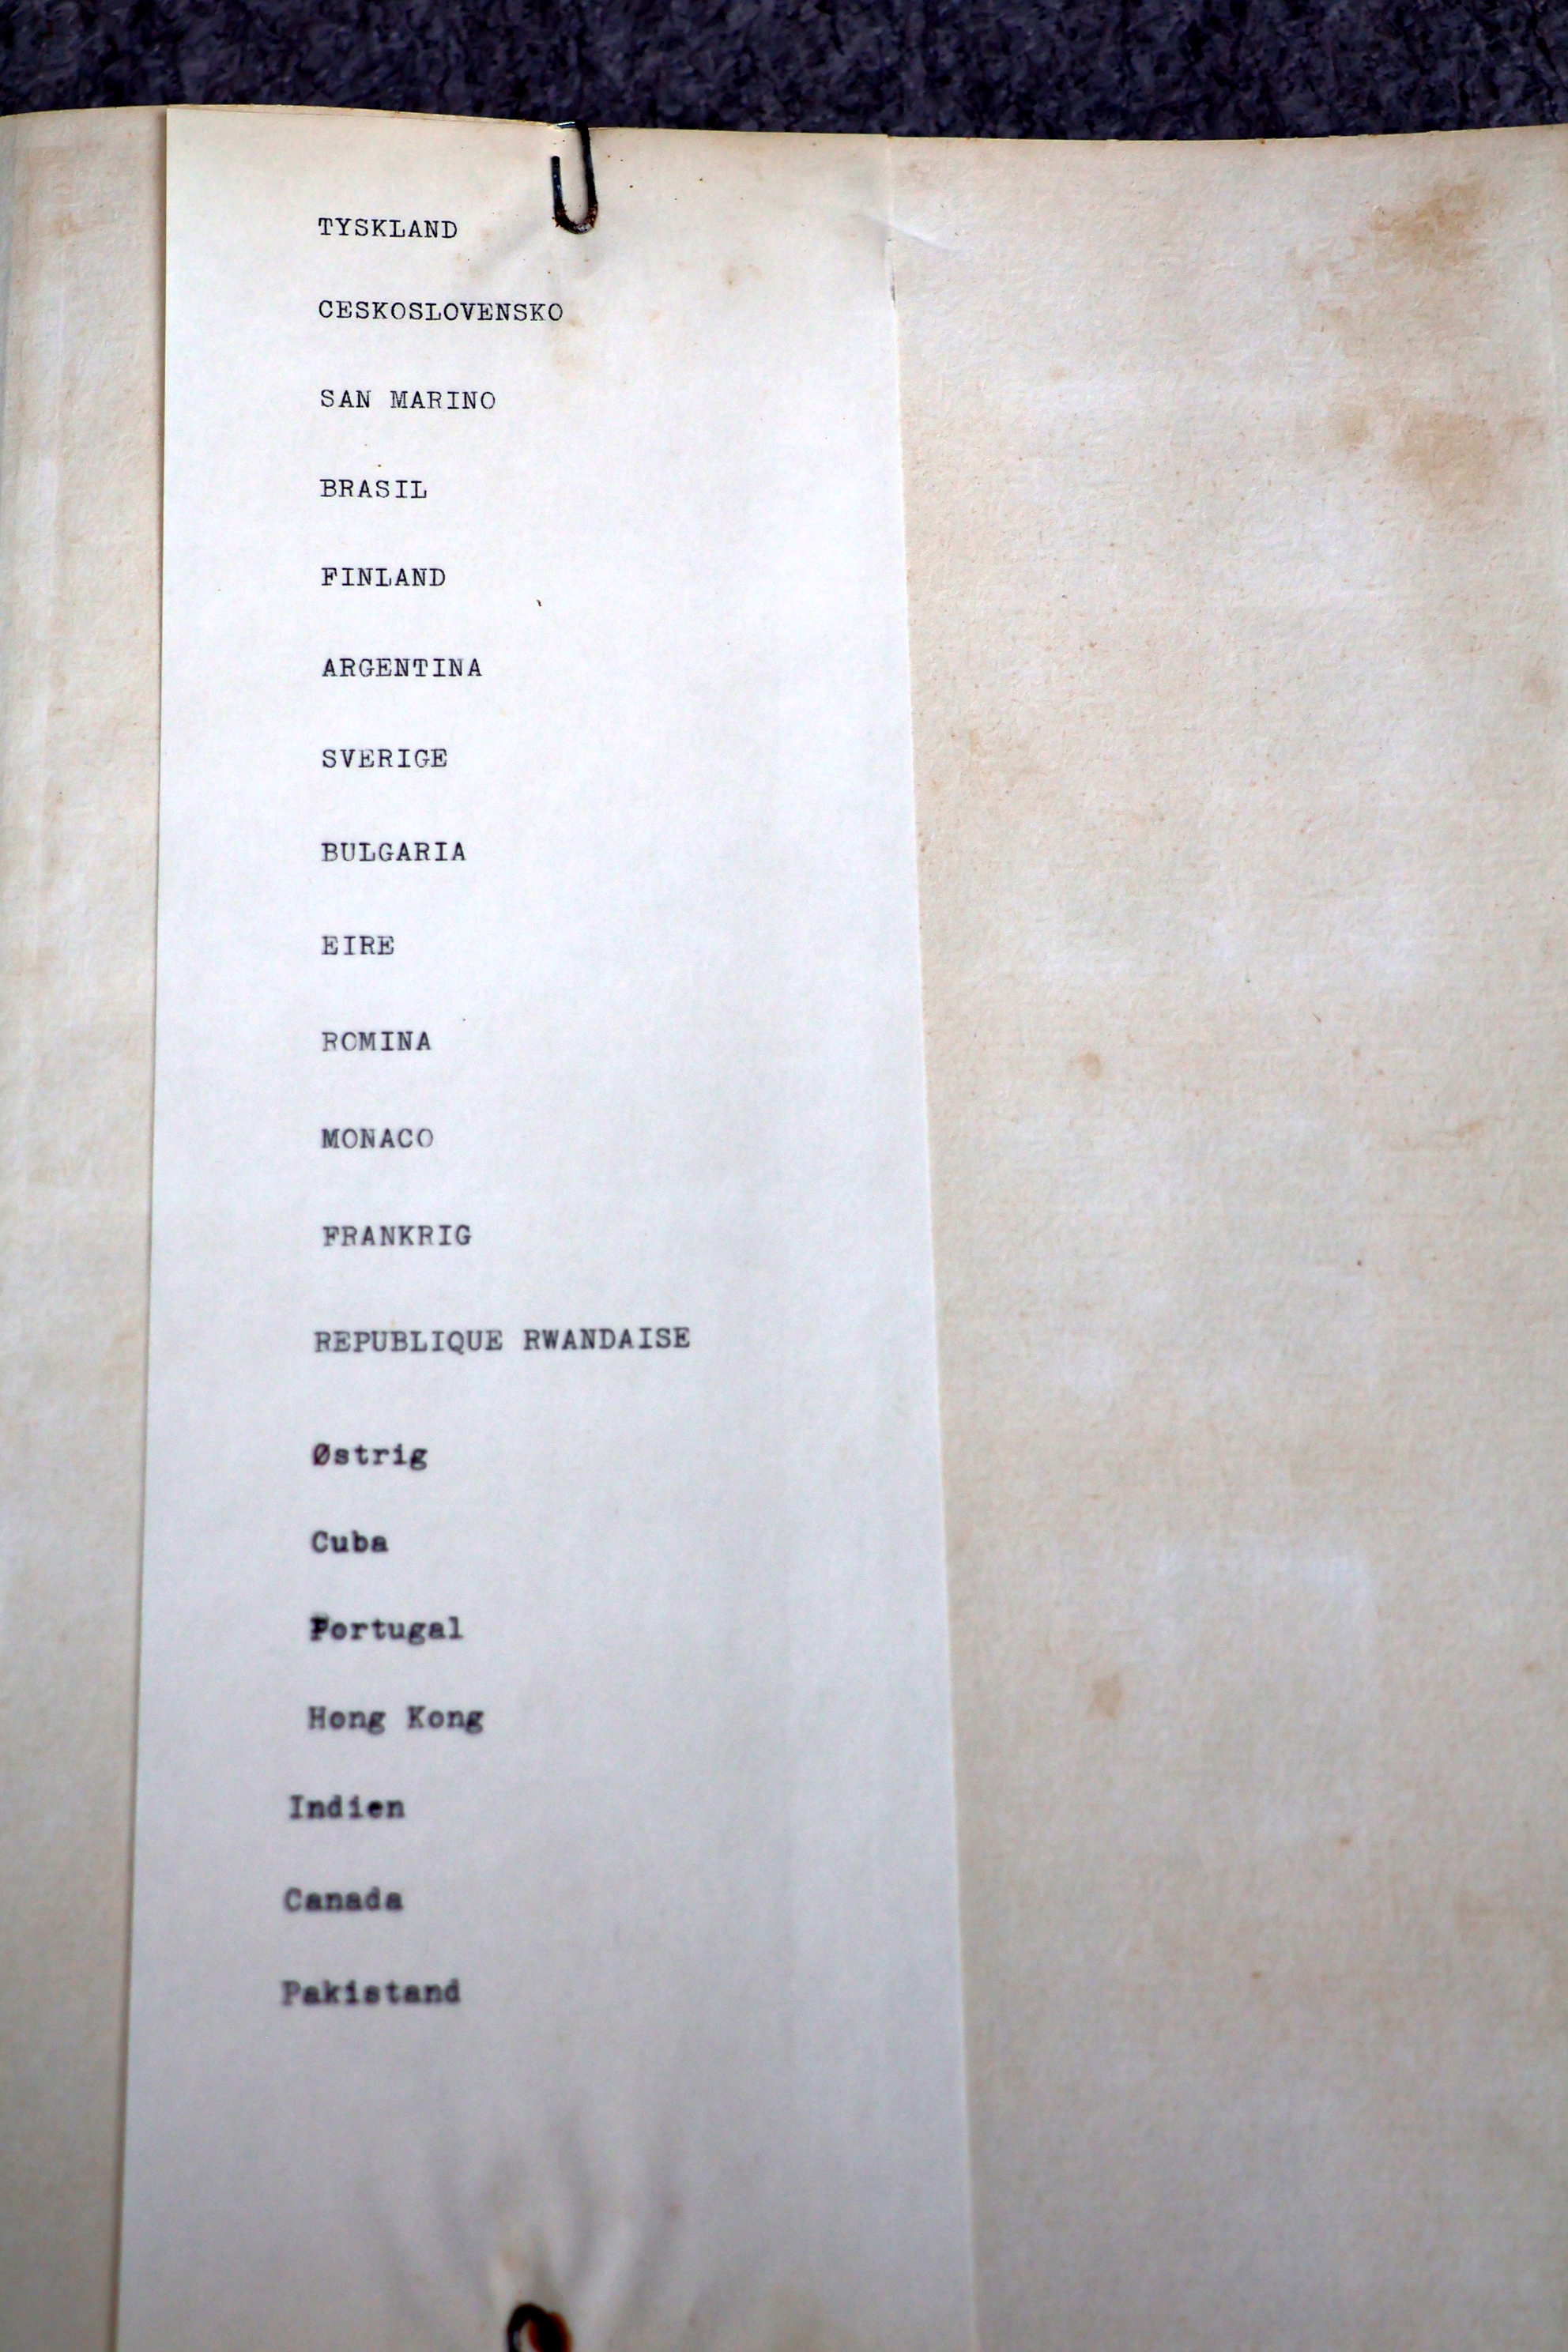 TYSKLAND
CESKOSLOVENSKO
SAN MARINO
BRASIL
FINLAND
ARGENTINA
SVERIGE
BULGARIA
EIRE
ROMINA
MONACO
FRANKRIG
REPUBLIQUE RWANDAISE
Østrig
Cuba
Portugal
Hong Kong
Indien
Canada
Pakistand